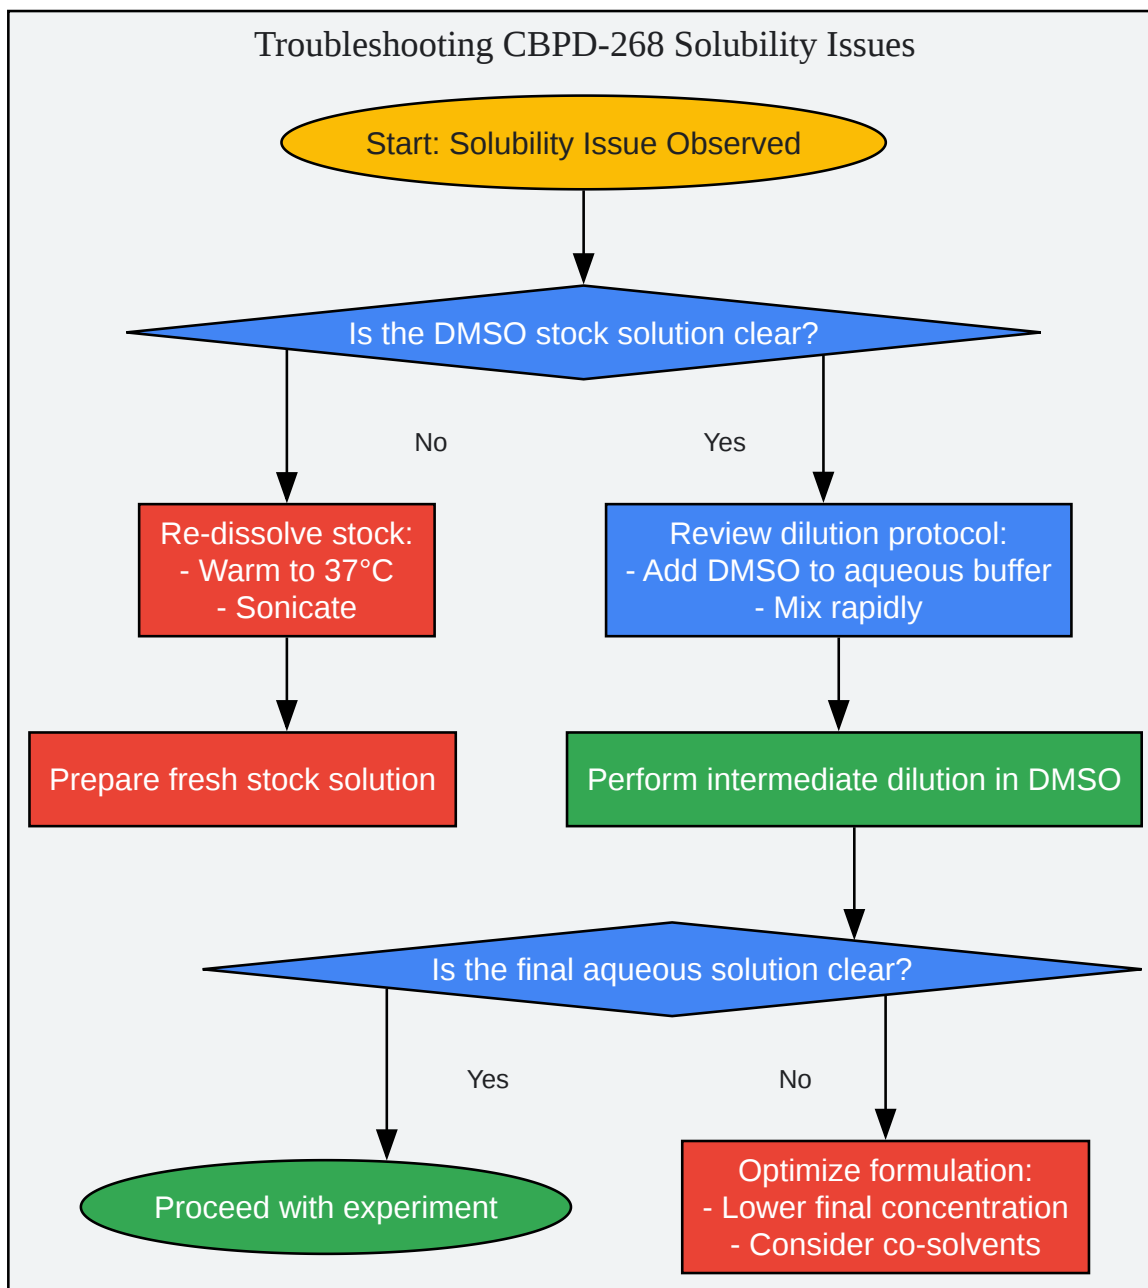 Troubleshooting CBPD-268 Solubility Issues
Start: Solubility Issue Observed
Is the DMSO stock solution clear?
No
Yes
Re-dissolve stock:
- Warm to 37°C
- Sonicate
Review dilution protocol:
- Add DMSO to aqueous buffer
- Mix rapidly
Prepare fresh stock solution
Perform intermediate dilution in DMSO
Is the final aqueous solution clear?
Yes
No
Proceed with experiment
Optimize formulation:
- Lower final concentration
- Consider co-solvents